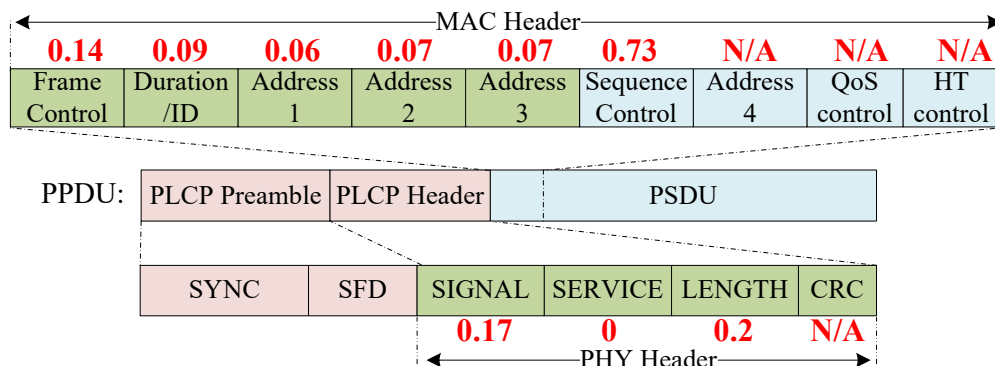 MAC Header
0.14 0.09 0.06 0.07 0.07 0.73 N/A N/A N/A
Frame Duration Address Address Address Sequence Address QoS HT
Control /ID 1 2 3 Control 4 control control
PPDU: PLCP Preamble PLCP Header PSDU
SYNC SFD SIGNAL SERVICE LENGTH CRC
0.17 0 0.2 N/A
PHY Header